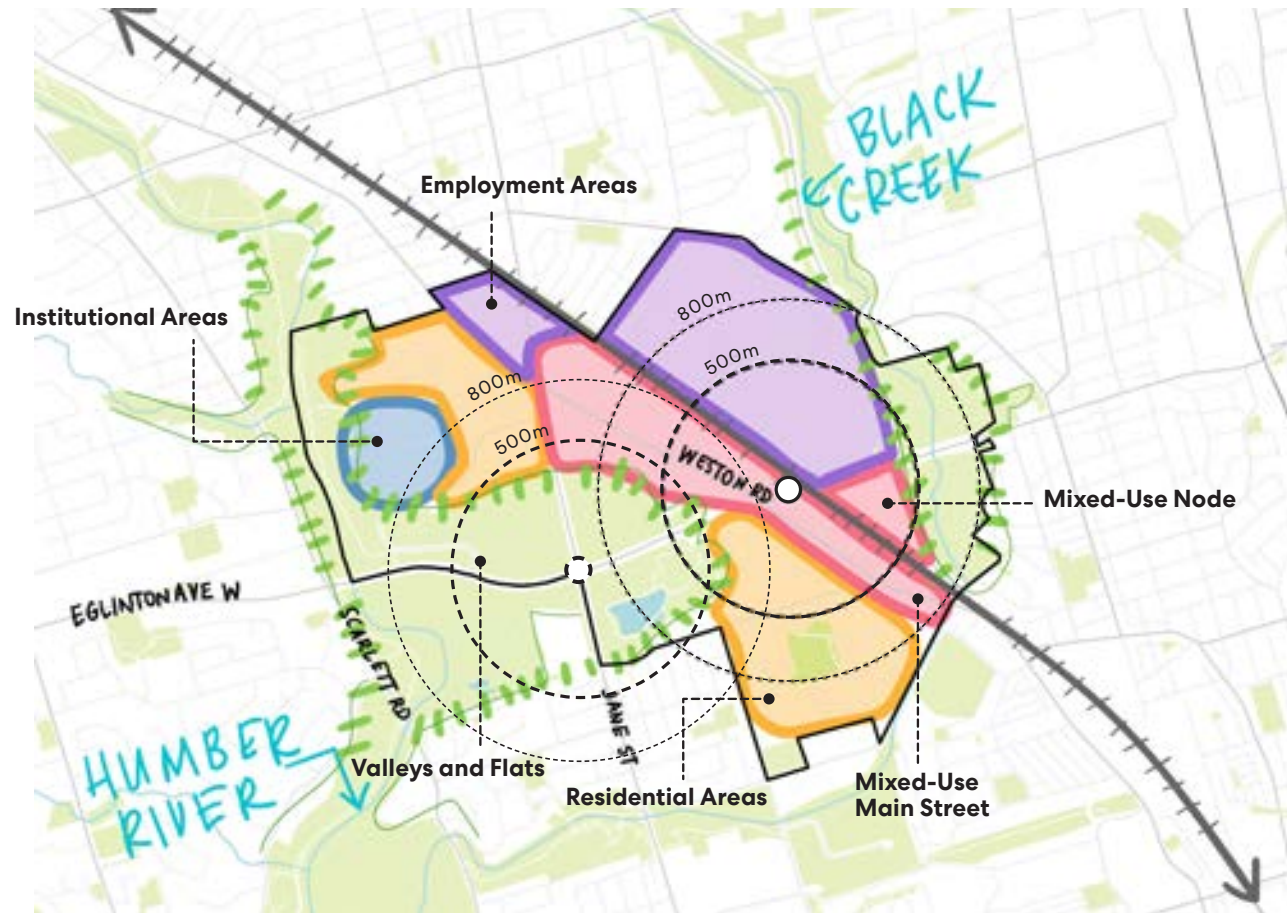 BLACK
CREEK
Employment Areas
Institutional Areas
800m
500m
800m
500m
WESTON RD
Mixed-Use Node
EGLINTON AVE W
SCARLETT RD
JANE ST
HUMBER
RIVER
Valleys and Flats
Residential Areas
Mixed-Use
Main Street